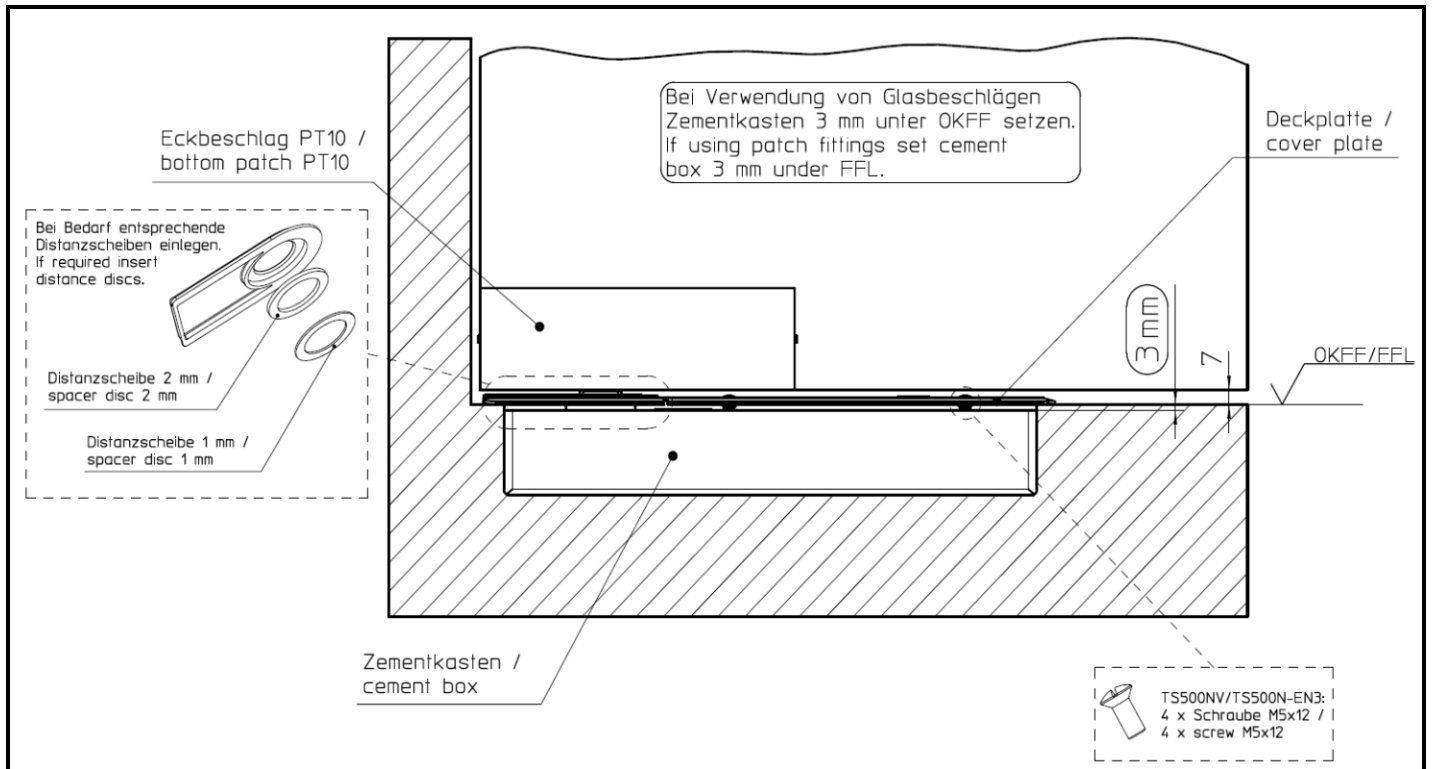 Bei Verwendung von Glasbeschlägen
Zementkasten 3 mm unter OKFF setzen.
If using patch fittings set cement
box 3 mm under FFL.
Deckplatte /
cover plate
Eckbeschlag PT10 /
bottom patch PT10
Bei Bedarf entsprechende
Distanzscheiben einlegen.
If required insert
distance discs.
Distanzscheibe 2 mm /
spacer disc 2 mm
Distanzscheibe 1 mm /
spacer disc 1 mm
3 mm
7
OKFF/FFL
Zementkasten /
cement box
TS500NV/TS500N-EN3:
4 x Schraube M5x12 /
4 x screw M5x12